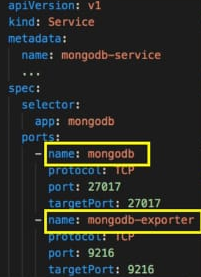 apiVersion: v1
kind: Service
metadata:
  name: mongodb-service
  ...
spec:
  selector:
    app: mongodb
  ports:
    - name: mongodb
      protocol: TCP
      port: 27017
      targetPort: 27017
    - name: mongodb-exporter
      protocol: TCP
      port: 9216
      targetPort: 9216